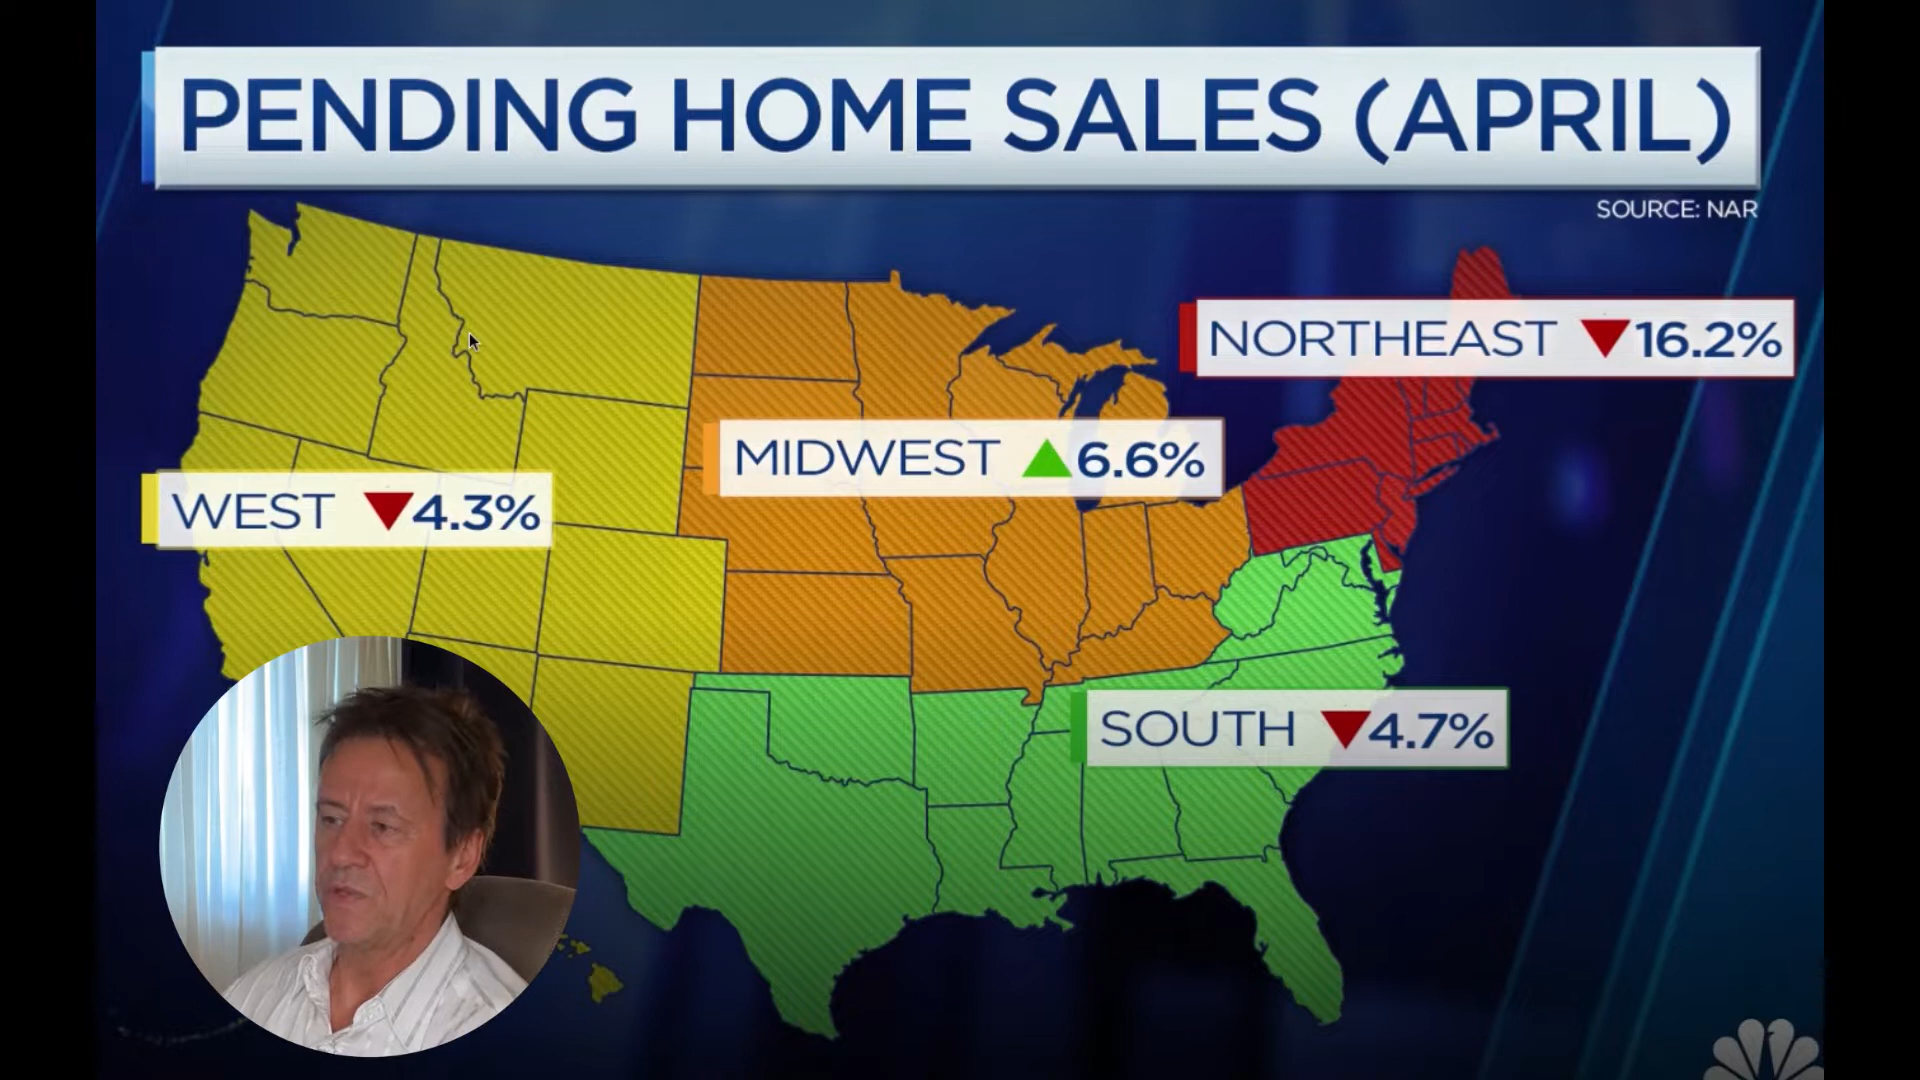 PENDING HOME SALES (APRIL)
SOURCE: NAR
NORTHEAST ▼16.2%
MIDWEST ▲6.6%
WEST ▼4.3%
SOUTH ▼4.7%